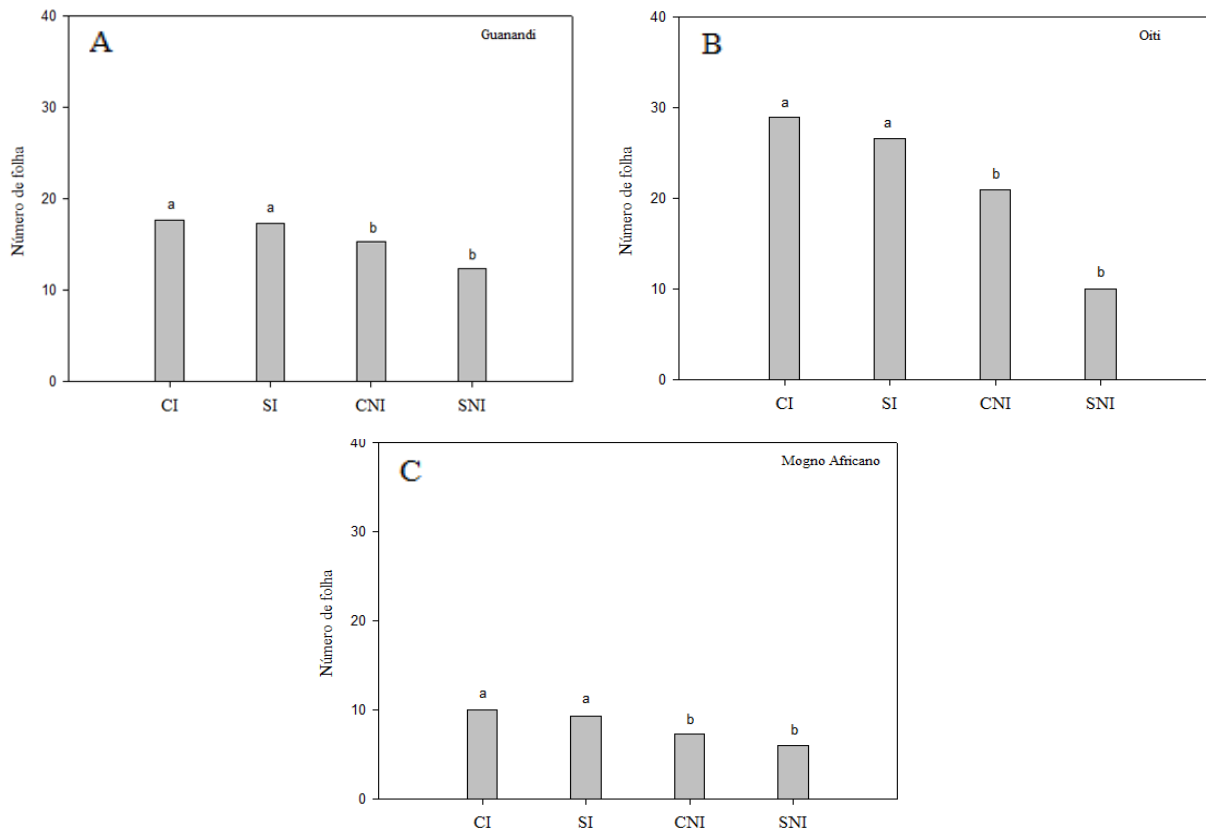 A
Guanandi
Número de folha
40
30
20
10
0
a
a
b
b
CI
SI
CNI
SNI
B
Oiti
Número de folha
40
30
20
10
0
a
a
b
b
CI
SI
CNI
SNI
C
Mogno Africano
Número de folha
40
30
20
10
0
a
a
b
b
CI
SI
CNI
SNI